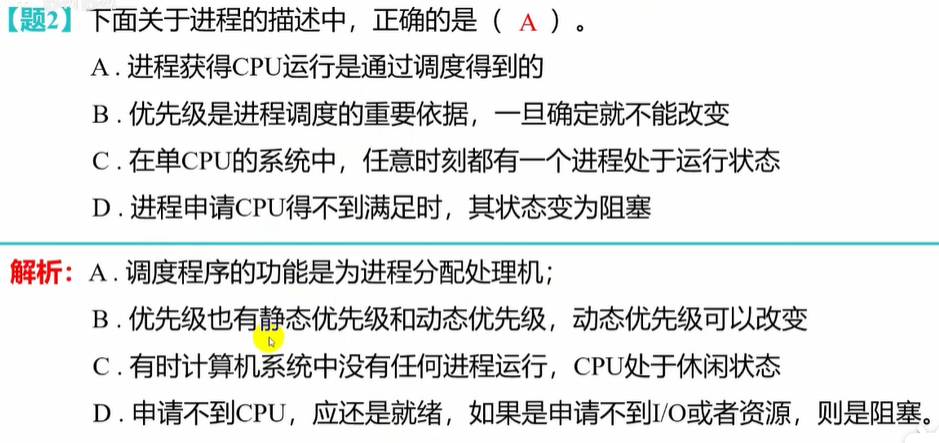 【题2】下面关于进程的描述中，正确的是（ A ）。
A . 进程获得CPU运行是通过调度得到的
B . 优先级是进程调度的重要依据，一旦确定就不能改变
C . 在单CPU的系统中，任意时刻都有一个进程处于运行状态
D . 进程申请CPU得不到满足时，其状态变为阻塞
解析：A . 调度程序的功能是为进程分配处理机；
B . 优先级也有静态优先级和动态优先级，动态优先级可以改变
C . 有时计算机系统中没有任何进程运行，CPU处于休闲状态
D . 申请不到CPU，应还是就绪，如果是申请不到I/O或者资源，则是阻塞。